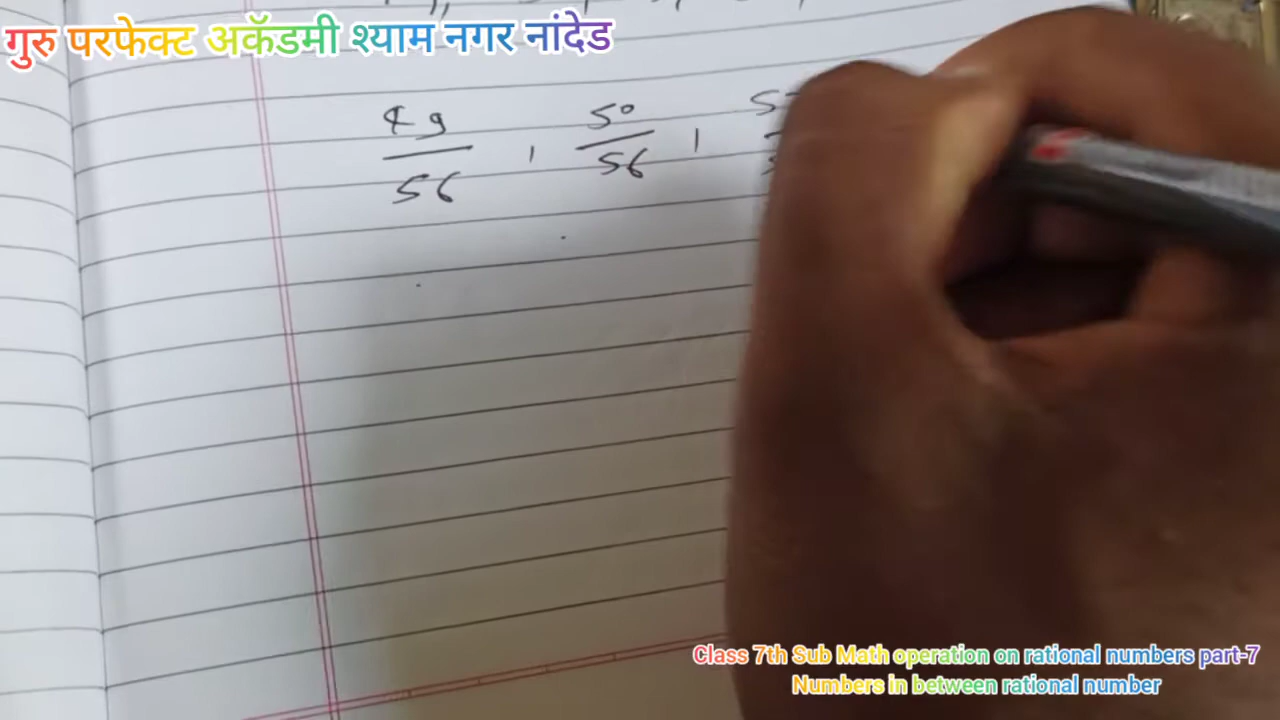 गुरु परफेक्ट अकॅडमी श्याम नगर नांदेड
49/56 , 50/56 ,
Class 7th Sub Math operation on rational numbers part-7
Numbers in between rational number